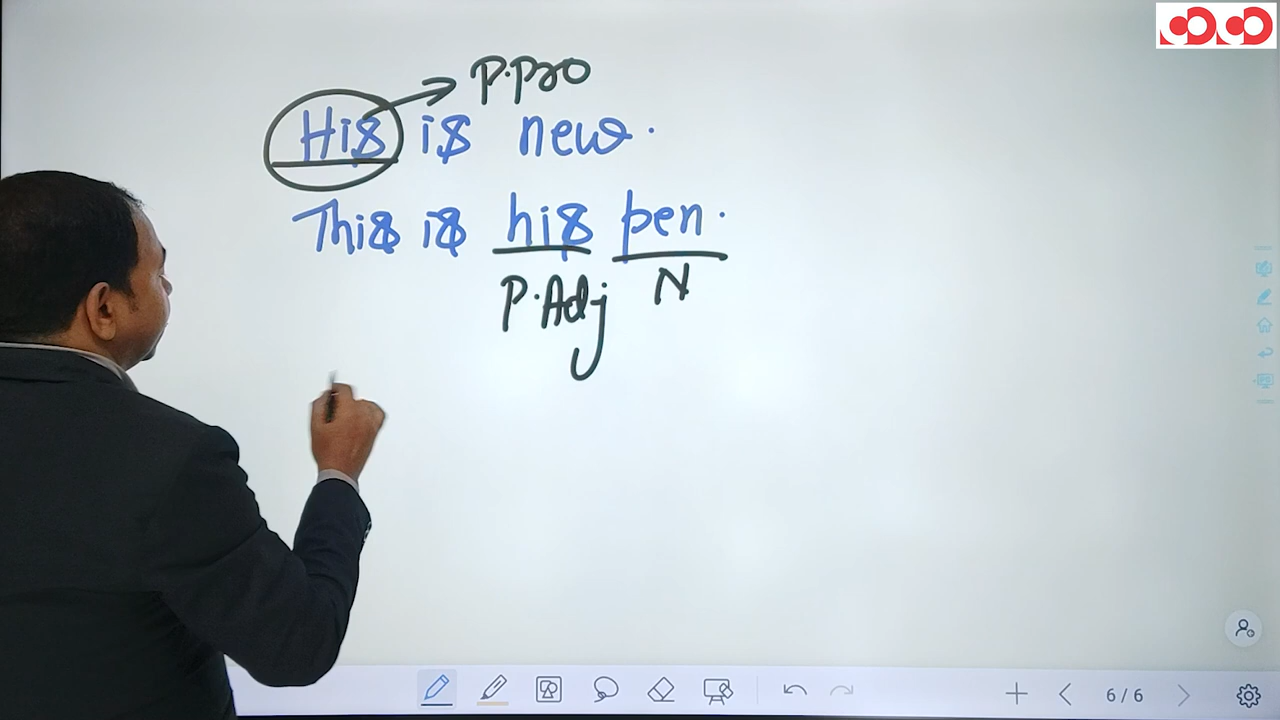 P.Pro
His is new.
This is his pen.
P.Adj N
6/6